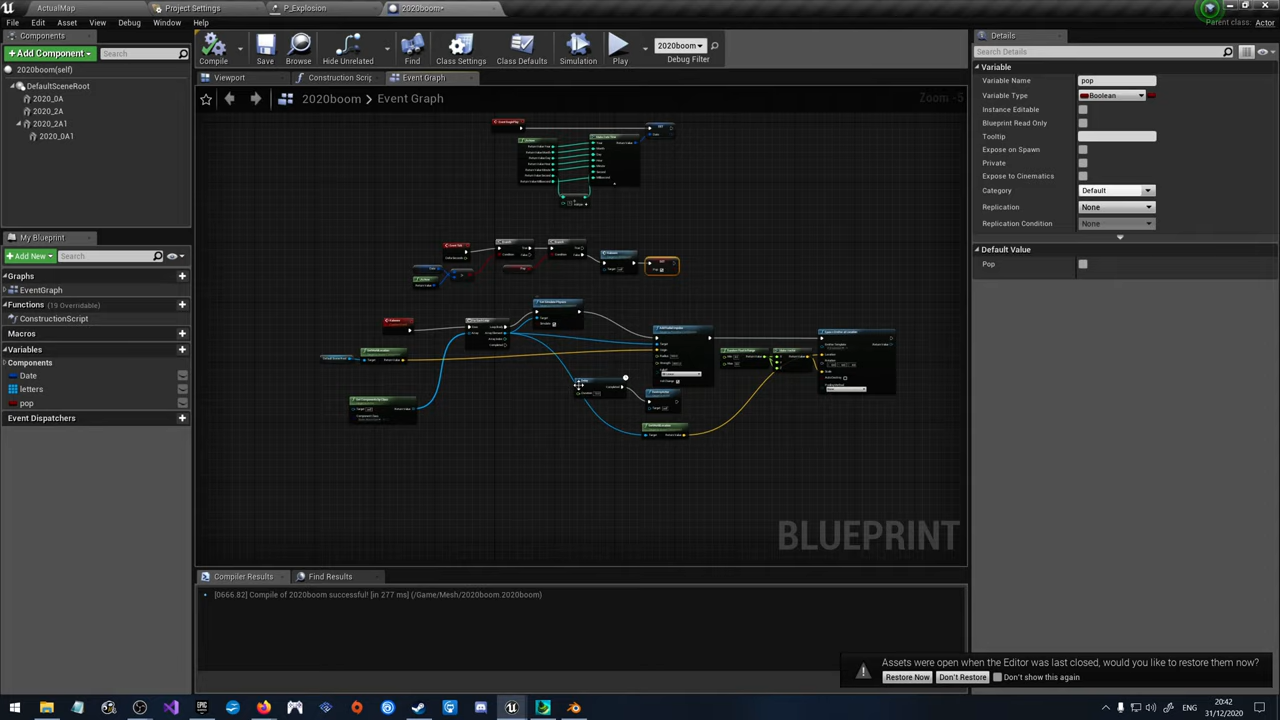 ActualMap
Project Settings
P_Explosion
2020boom*
File Edit Asset View Debug Window Help
Parent class: Actor
Components
+ Add Component
Search
2020boom(self)
DefaultSceneRoot
2020_0A
2020_2A
2020_2A1
2020_0A1
My Blueprint
+ Add New
Search
Graphs
EventGraph
Functions (19 Overridable)
ConstructionScript
Macros
Variables
Components
Date
letters
pop
Event Dispatchers
Compile
Save
Browse
Hide Unrelated
Find
Class Settings
Class Defaults
Simulation
Play
2020boom
Debug Filter
Viewport
Construction Scrip
Event Graph
2020boom > Event Graph
Zoom -5
BLUEPRINT
Compiler Results
Find Results
[0666.82] Compile of 2020boom successful! [in 277 ms] (/Game/Mesh/2020boom.2020boom)
Details
Search Details
Variable
Variable Name pop
Variable Type Boolean
Instance Editable
Blueprint Read Only
Tooltip
Expose on Spawn
Private
Expose to Cinematics
Category Default
Replication None
Replication Condition None
Default Value
Pop
Assets were open when the Editor was last closed, would you like to restore them now?
Restore Now Don't Restore Don't show this again
ENG
20:42
31/12/2020